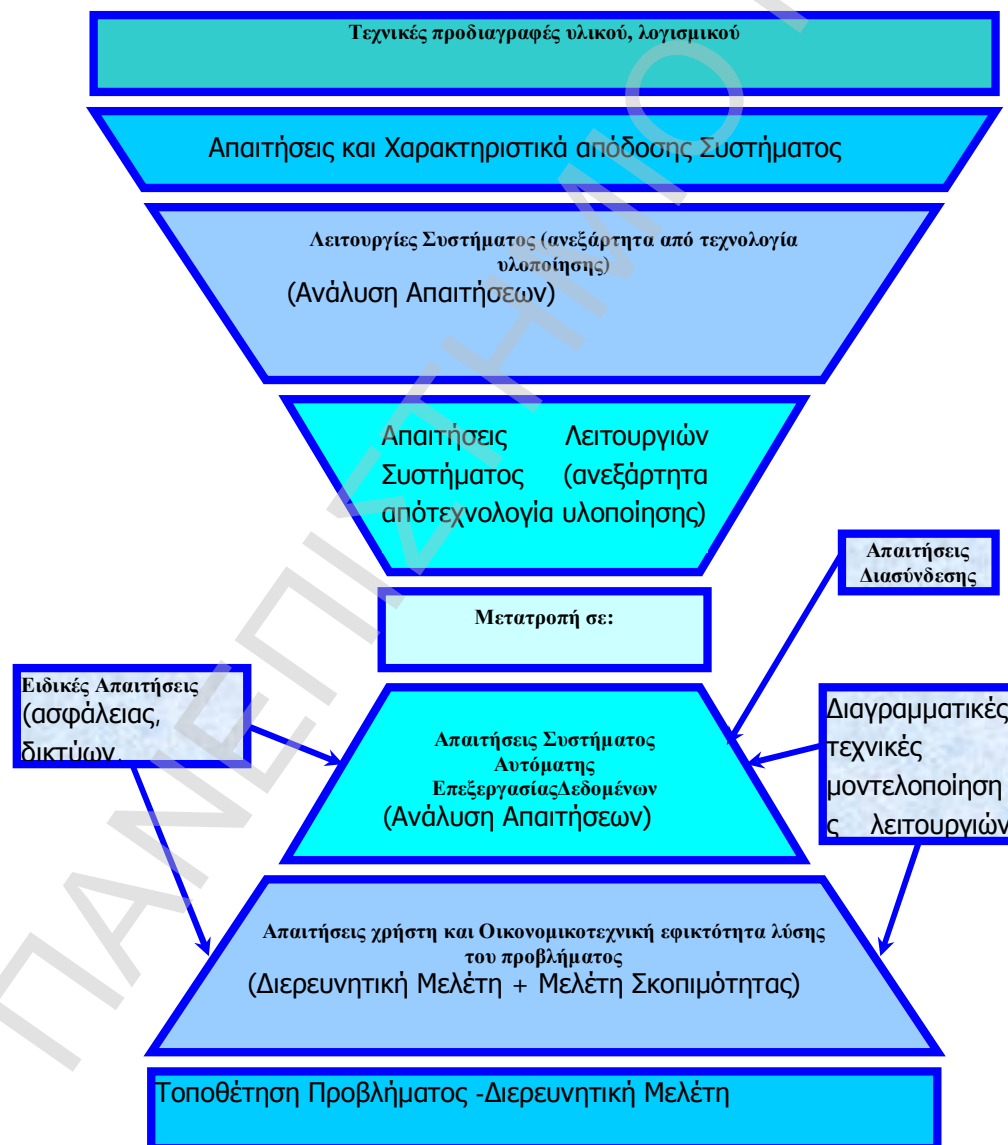 Τεχνικές προδιαγραφές υλικού, λογισμικού
Απαιτήσεις και Χαρακτηριστικά απόδοσης Συστήματος
Λειτουργίες Συστήματος (ανεξάρτητα από τεχνολογία
υλοποίησης)
(Ανάλυση Απαιτήσεων)
Απαιτήσεις Λειτουργιών
Συστήματος (ανεξάρτητα
απότεχνολογία υλοποίησης)
Απαιτήσεις
Διασύνδεσης
Μετατροπή σε:
Ειδικές Απαιτήσεις
(ασφάλειας,
δικτύων,
Απαιτήσεις Συστήματος
Αυτόματης
ΕπεξεργασίαςΔεδομένων
(Ανάλυση Απαιτήσεων)
Διαγραμματικές
τεχνικές
μοντελοποίηση
ς λειτουργιών
Απαιτήσεις χρήστη και Οικονομικοτεχνική εφικτότητα λύσης
του προβλήματος
(Διερευνητική Μελέτη + Μελέτη Σκοπιμότητας)
Τοποθέτηση Προβλήματος -Διερευνητική Μελέτη
ΠΑΝΕΠΙΣΤΗΜΙΟ